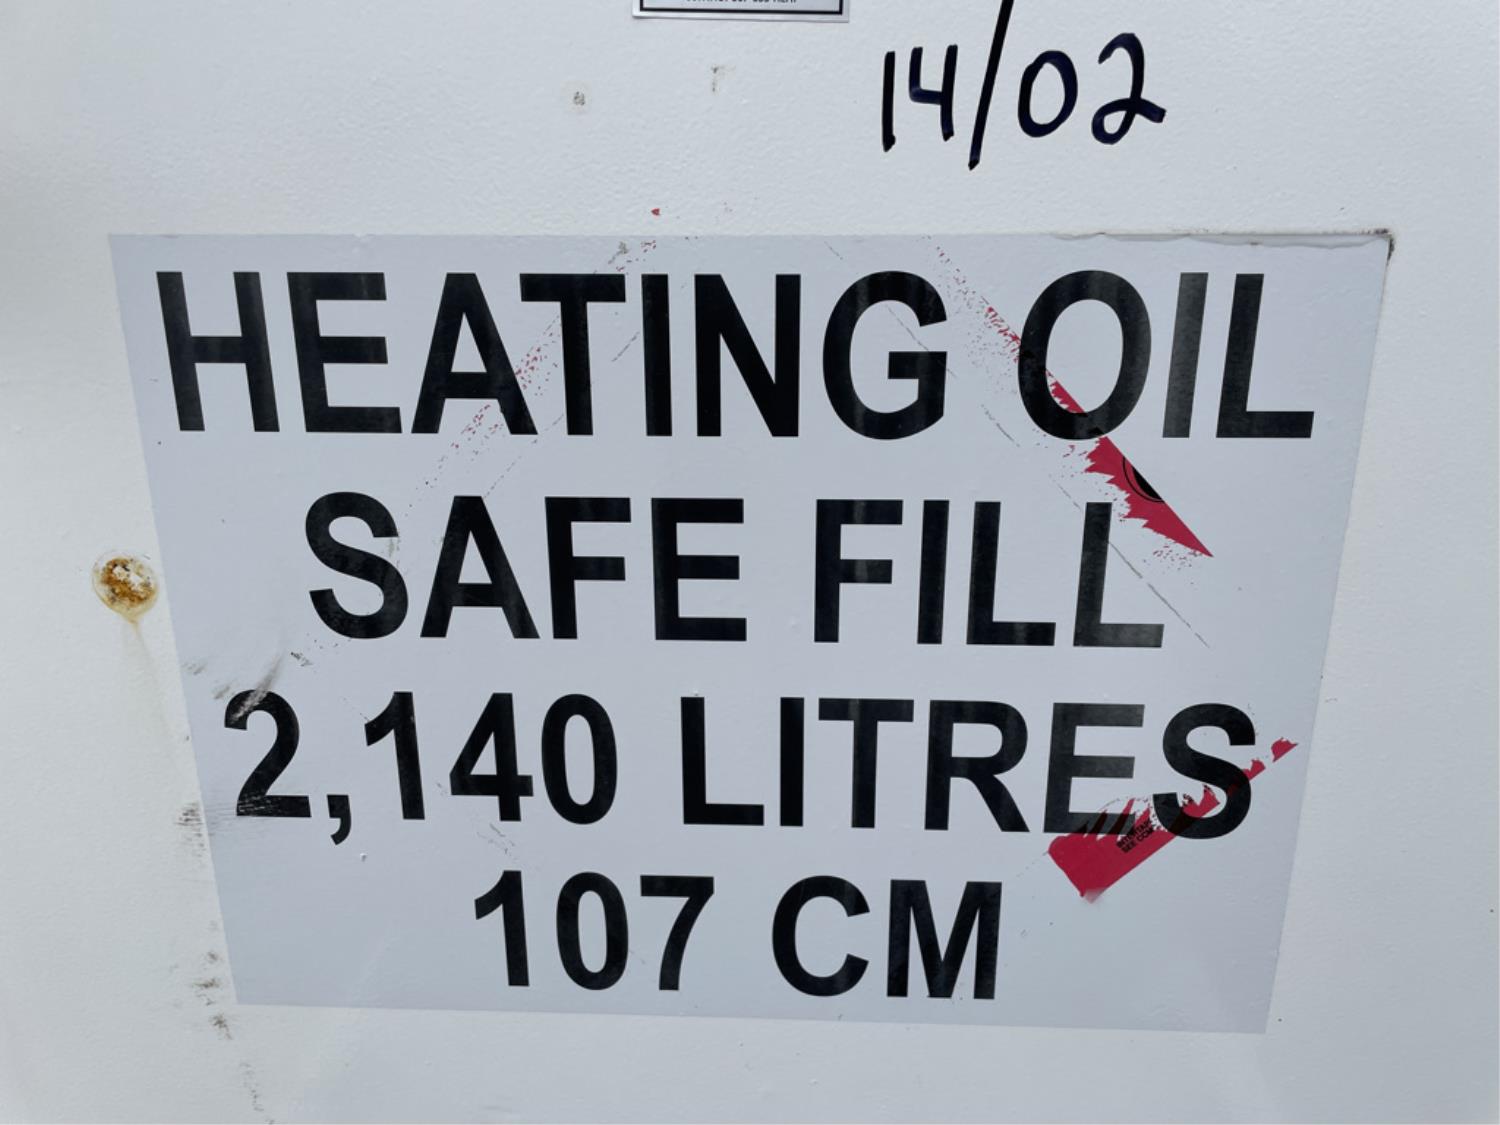 14/02
HEATING OIL
SAFE FILL
2,140 LITRES
107 CM